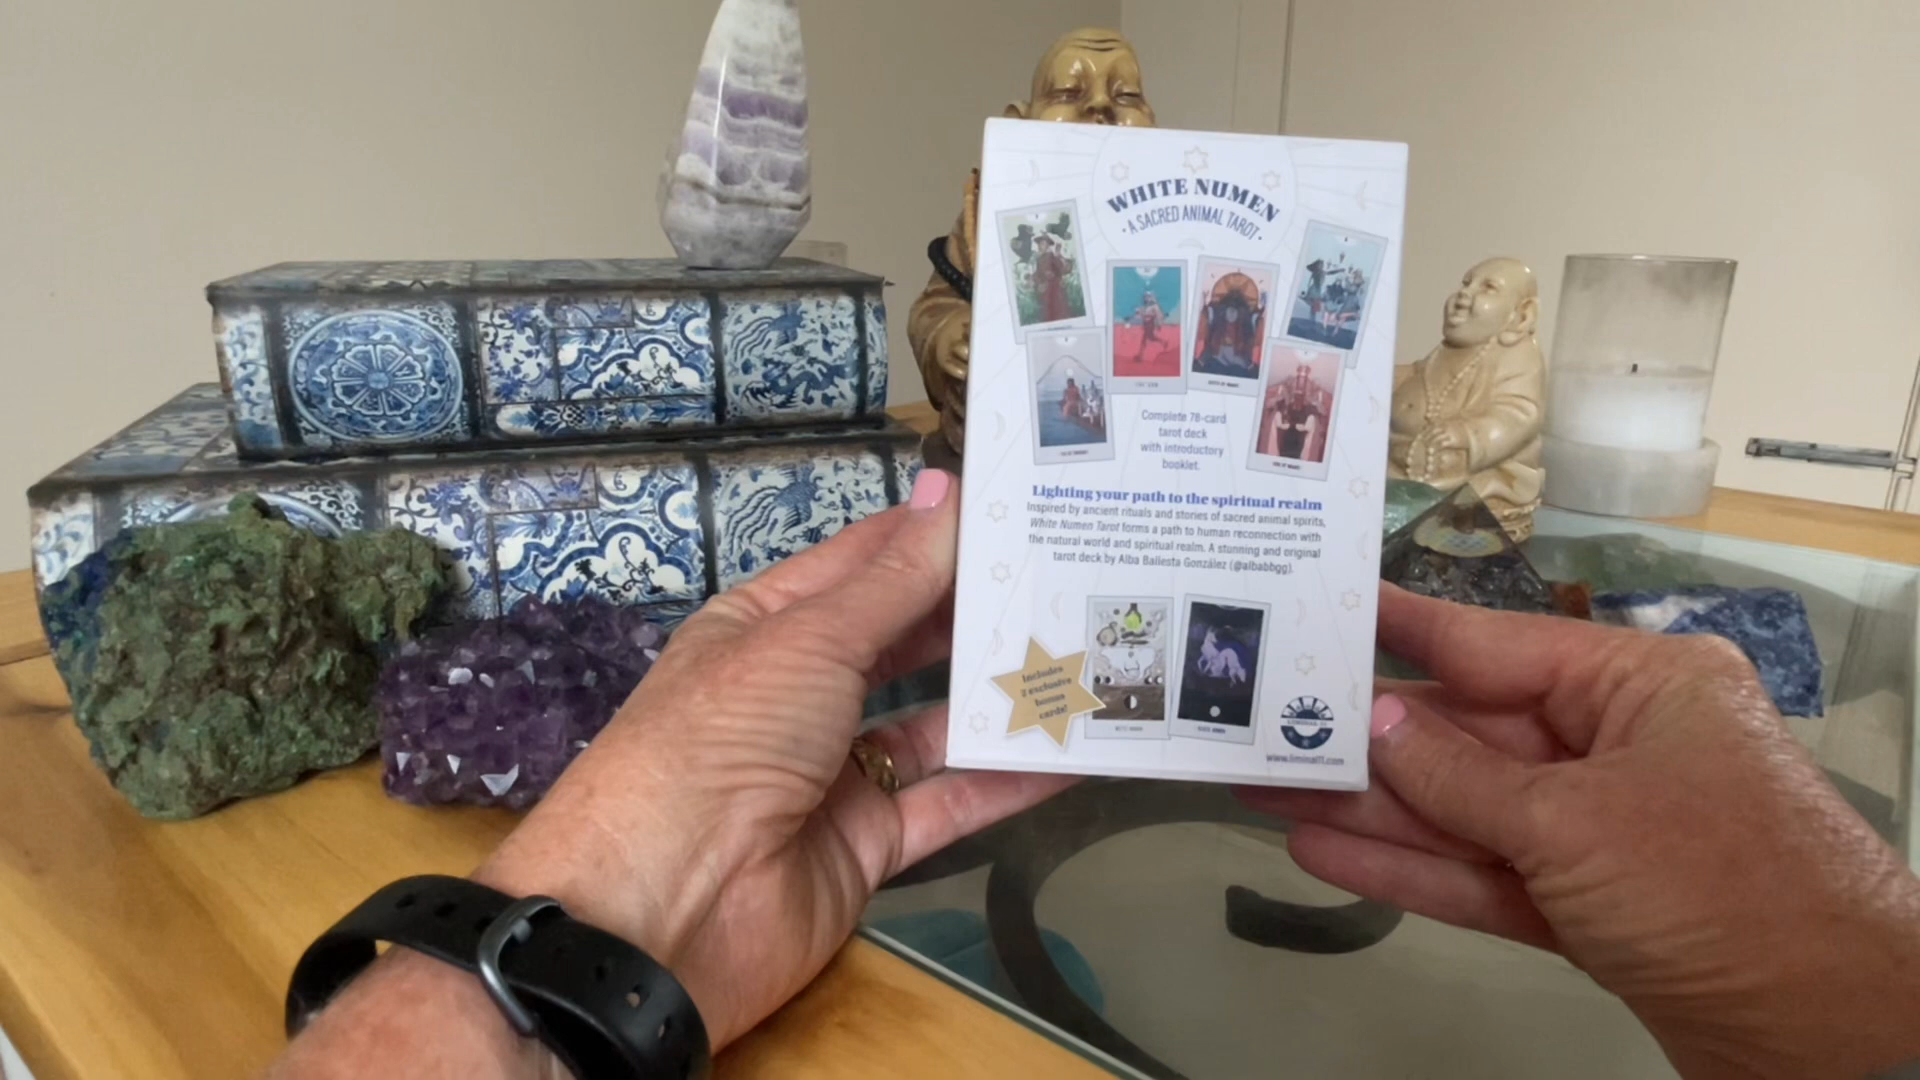 WHITE NUMEN
· A SACRED ANIMAL TAROT ·
Complete 78-card
tarot deck
with introductory
booklet.
Lighting your path to the spiritual realm
Inspired by ancient rituals and stories of sacred animal spirits,
White Numen Tarot forms a path to human reconnection with
the natural world and spiritual realm. A stunning and original
tarot deck by Alba Ballesta González (@albabbgg).
Includes
2 exclusive
bonus
cards!
LIMINAL 11
www.liminal11.com